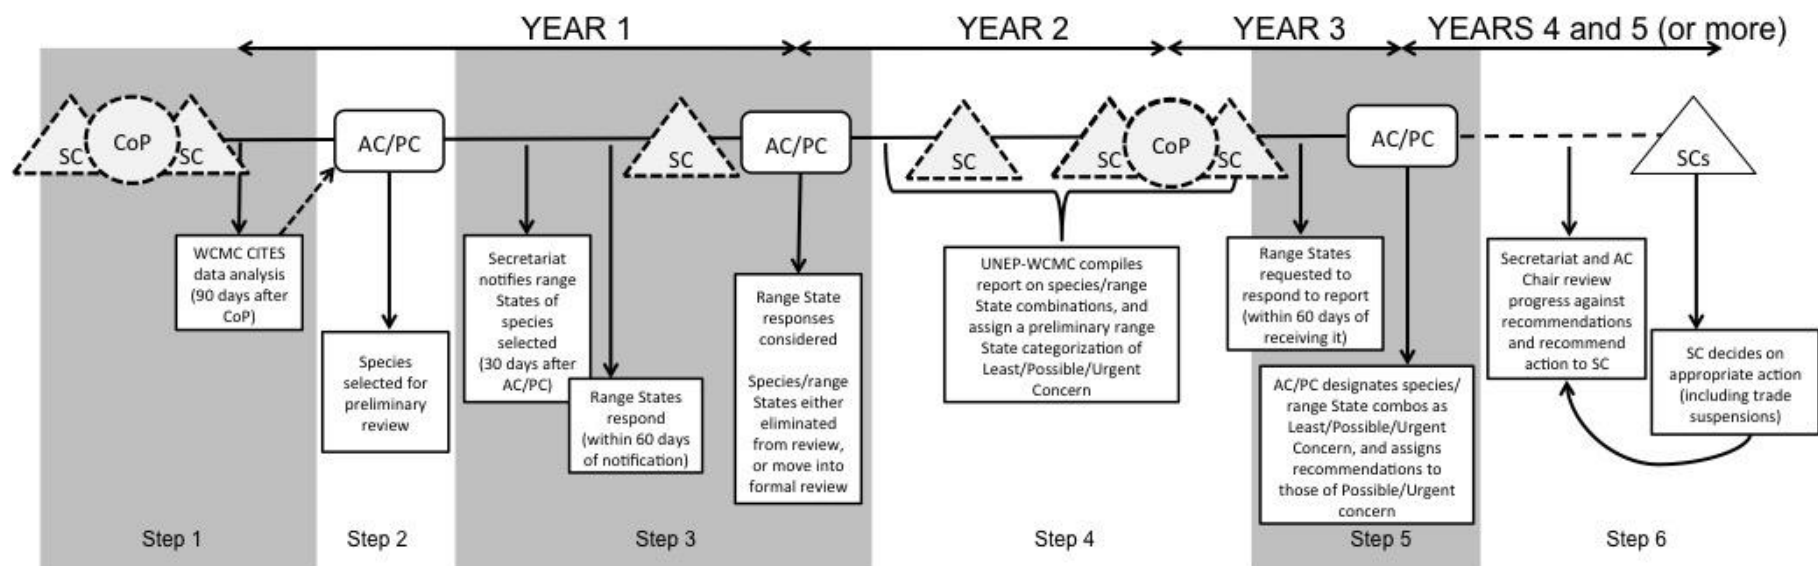 YEAR 1
YEAR 2
YEAR 3
YEARS 4 and 5 (or more)
SC
CoP
SC
AC/PC
SC
AC/PC
SC
SC
CoP
SC
AC/PC
SCs
WCMC CITES
data analysis
(90 days after
CoP)
Species
selected for
preliminary
review
Secretariat
notifies range
States of
species
selected
(30 days after
AC/PC)
Range States
respond
(within 60 days
of notification)
Range State
responses
considered
Species/range
States either
eliminated
from review,
or move into
formal review
UNEP-WCMC compiles
report on species/range
State combinations, and
assign a preliminary range
State categorization of
Least/Possible/Urgent
Concern
Range States
requested to
respond to report
(within 60 days of
receiving it)
AC/PC designates species/
range State combos as
Least/Possible/Urgent
Concern, and assigns
recommendations to
those of Possible/Urgent
concern
Secretariat and AC
Chair review
progress against
recommendations
and recommend
action to SC
SC decides on
appropriate action
(including trade
suspensions)
Step 1
Step 2
Step 3
Step 4
Step 5
Step 6